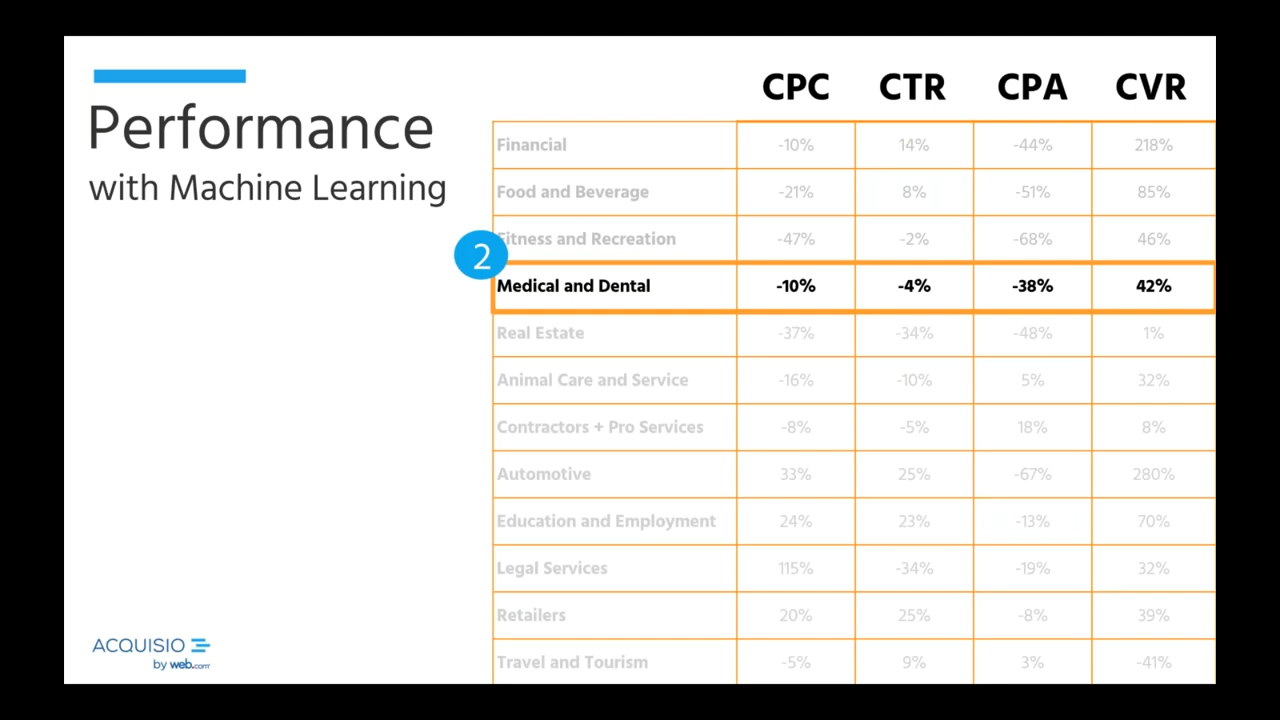 Performance
with Machine Learning
CPC CTR CPA CVR
Financial -10% 14% -44% 218%
Food and Beverage -21% 8% -51% 85%
Fitness and Recreation -47% -2% -68% 46%
2
Medical and Dental -10% -4% -38% 42%
Real Estate -37% -34% -48% 1%
Animal Care and Service -16% -10% 5% 32%
Contractors + Pro Services -8% -5% 18% 8%
Automotive 33% 25% -67% 280%
Education and Employment 24% 23% -13% 70%
Legal Services 115% -34% -19% 32%
Retailers 20% 25% -8% 39%
Travel and Tourism -5% 9% 3% -41%
ACQUISIO
by web.com